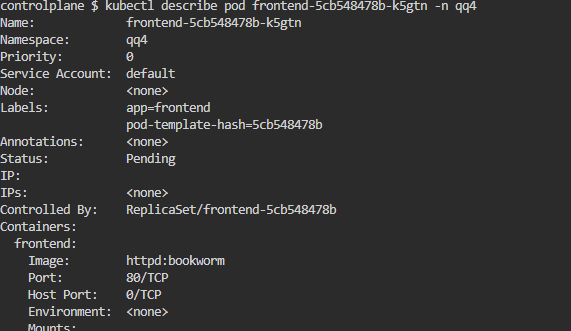 controlplane $ kubectl describe pod frontend-5cb548478b-k5gtn -n qq4
Name:             frontend-5cb548478b-k5gtn
Namespace:        qq4
Priority:         0
Service Account:  default
Node:             <none>
Labels:           app=frontend
                  pod-template-hash=5cb548478b
Annotations:      <none>
Status:           Pending
IP:
IPs:              <none>
Controlled By:    ReplicaSet/frontend-5cb548478b
Containers:
  frontend:
    Image:        httpd:bookworm
    Port:         80/TCP
    Host Port:    0/TCP
    Environment:  <none>
    Mounts: